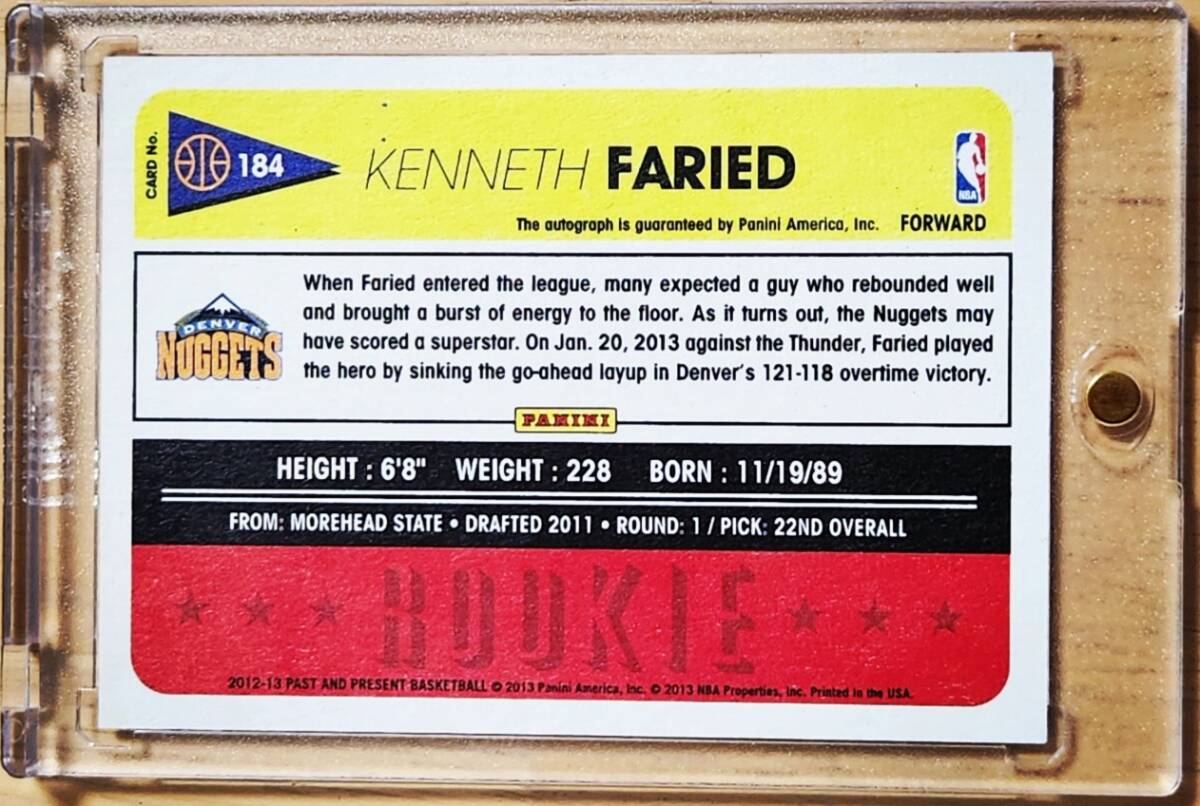 CARD No.
184
KENNETH FARIED
NBA
The autograph is guaranteed by Panini America, Inc. FORWARD
DENVER
NUGGETS
When Faried entered the league, many expected a guy who rebounded well
and brought a burst of energy to the floor. As it turns out, the Nuggets may
have scored a superstar. On Jan. 20, 2013 against the Thunder, Faried played
the hero by sinking the go-ahead layup in Denver's 121-118 overtime victory.
PANINI
HEIGHT : 6'8" WEIGHT : 228 BORN : 11/19/89
FROM: MOREHEAD STATE • DRAFTED 2011 • ROUND: 1 / PICK: 22ND OVERALL
ROOKIE
2012-13 PAST AND PRESENT BASKETBALL © 2013 Panini America, Inc. © 2013 NBA Properties, Inc. Printed in the USA.